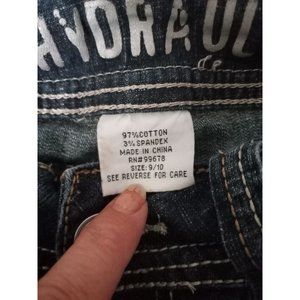 HYDRAUL
97%COTTON
3% SPANDEX
MADE IN CHINA
RN#99678
SIZE: 9/10
SEE REVERSE FOR CARE